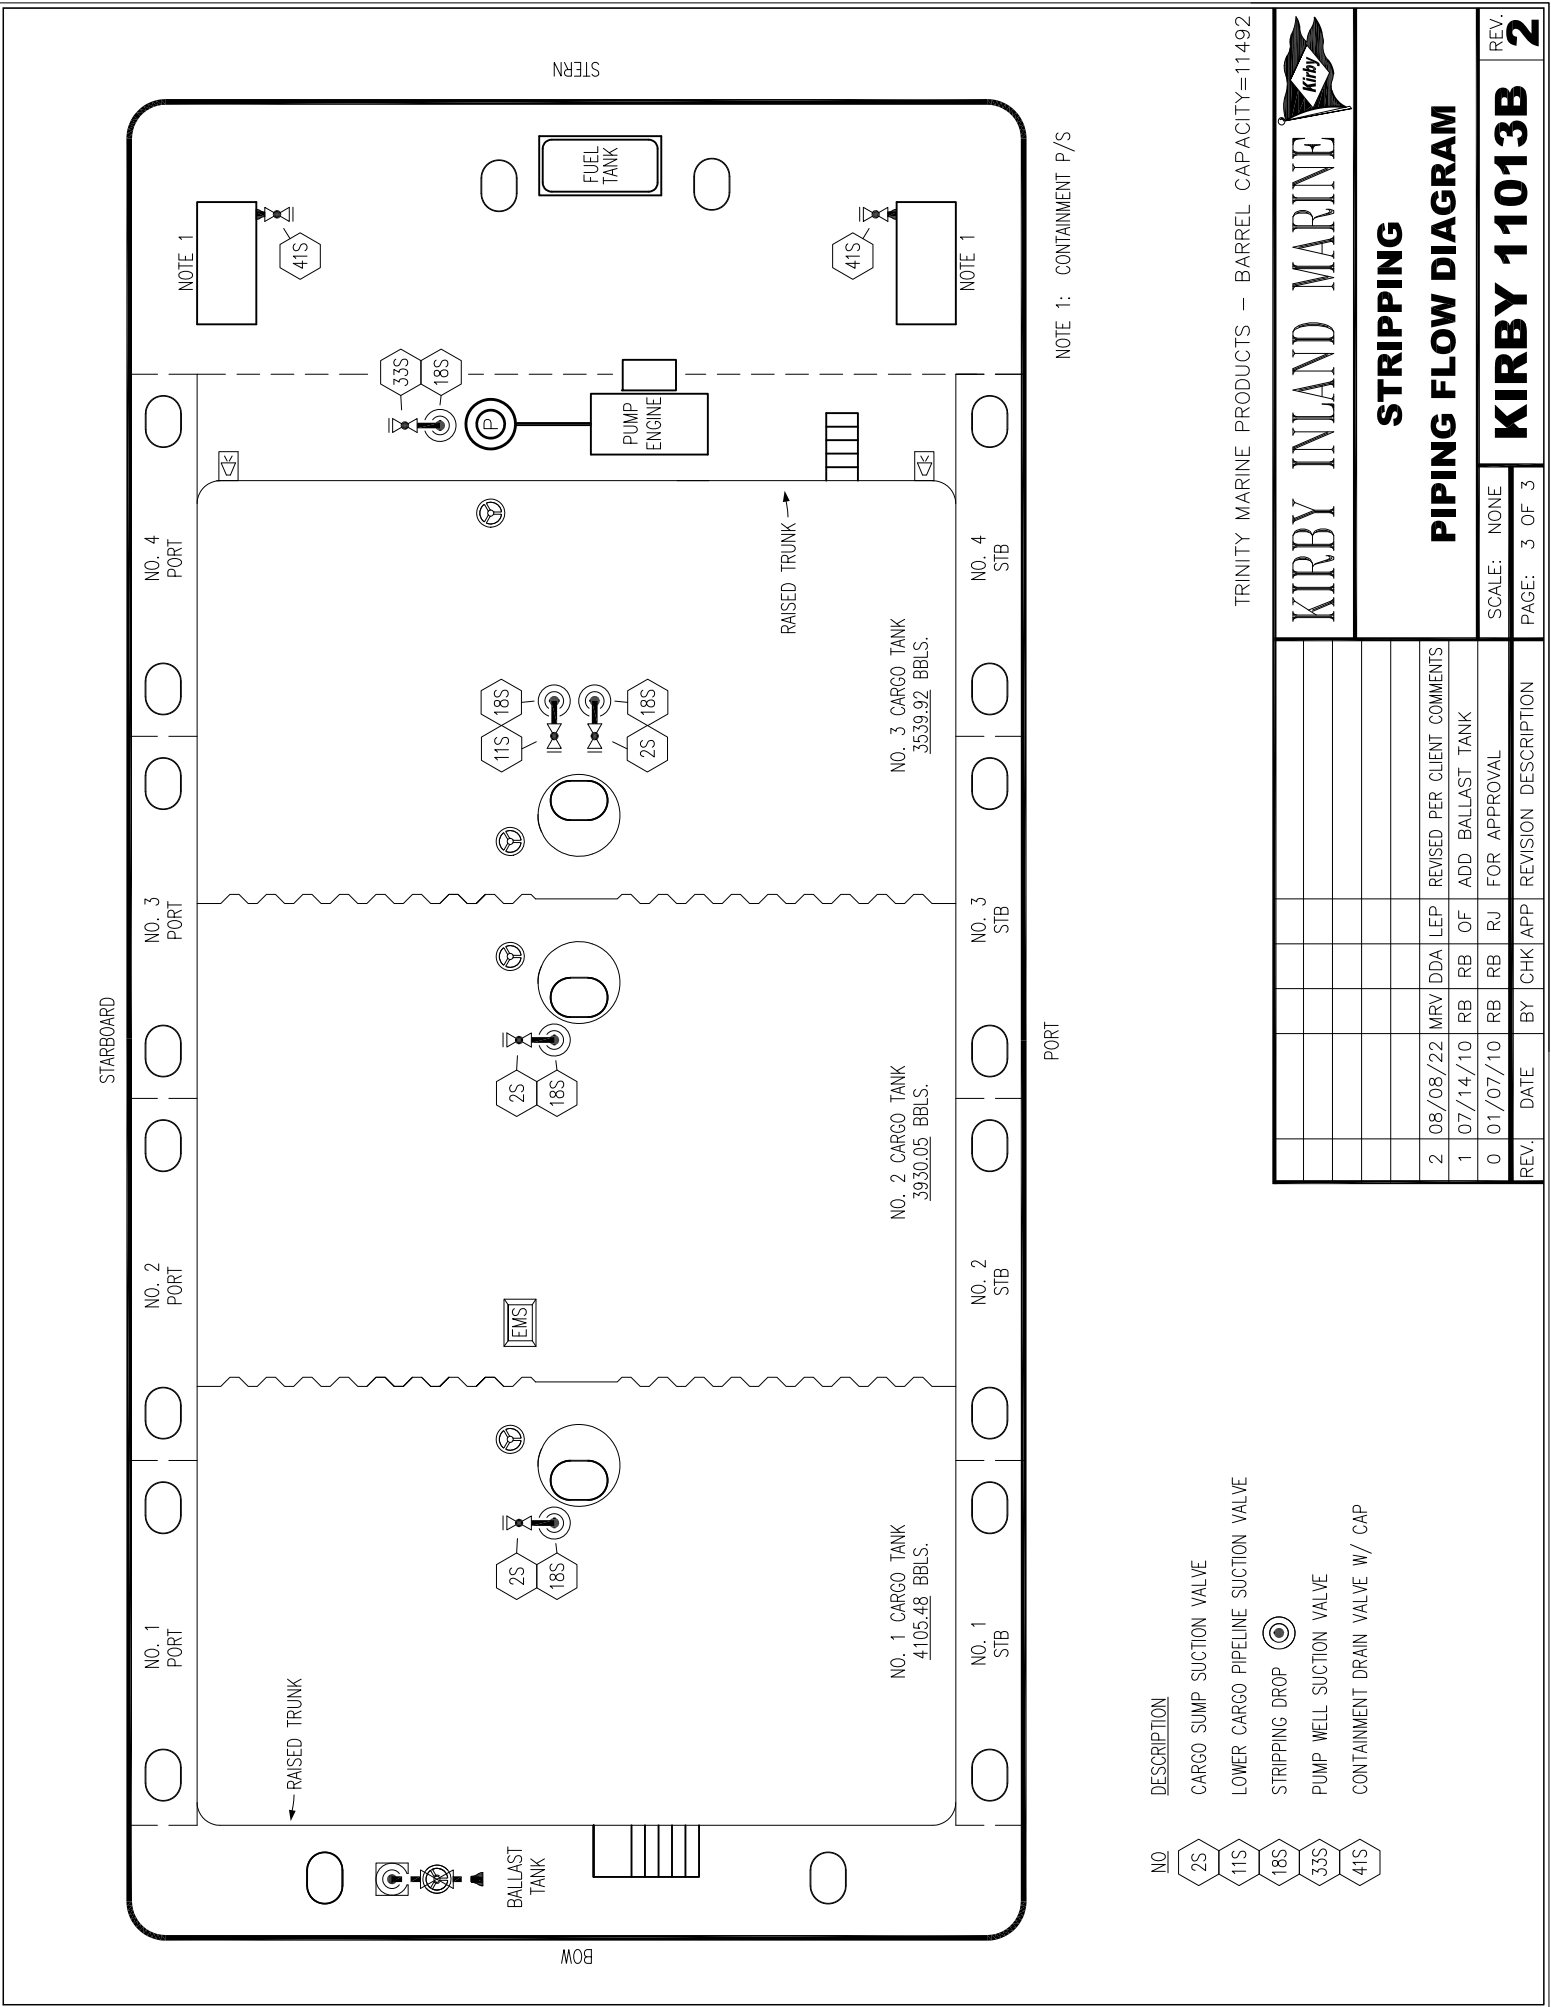 STARBOARD
NO. 1
PORT
NO. 2
PORT
NO. 3
PORT
NO. 4
PORT
RAISED TRUNK
NOTE 1
41S
33S
18S
BOW
BALLAST
TANK
2S
18S
EMS
2S
18S
11S
18S
2S
18S
P
PUMP
ENGINE
FUEL
TANK
STERN
RAISED TRUNK
41S
NOTE 1
NO. 1 CARGO TANK
4105.48 BBLS.
NO. 2 CARGO TANK
3930.05 BBLS.
NO. 3 CARGO TANK
3539.92 BBLS.
NO. 1
STB
NO. 2
STB
NO. 3
STB
NO. 4
STB
PORT
NOTE 1: CONTAINMENT P/S
NO DESCRIPTION
2S CARGO SUMP SUCTION VALVE
11S LOWER CARGO PIPELINE SUCTION VALVE
18S STRIPPING DROP
33S PUMP WELL SUCTION VALVE
41S CONTAINMENT DRAIN VALVE W/ CAP
TRINITY MARINE PRODUCTS - BARREL CAPACITY=11492
KIRBY INLAND MARINE
Kirby
STRIPPING
PIPING FLOW DIAGRAM
2 08/08/22 MRV DDA LEP REVISED PER CLIENT COMMENTS
1 07/14/10 RB RB OF ADD BALLAST TANK
0 01/07/10 RB RB RJ FOR APPROVAL
REV. DATE BY CHK APP REVISION DESCRIPTION
SCALE: NONE
PAGE: 3 OF 3
KIRBY 11013B
REV.
2